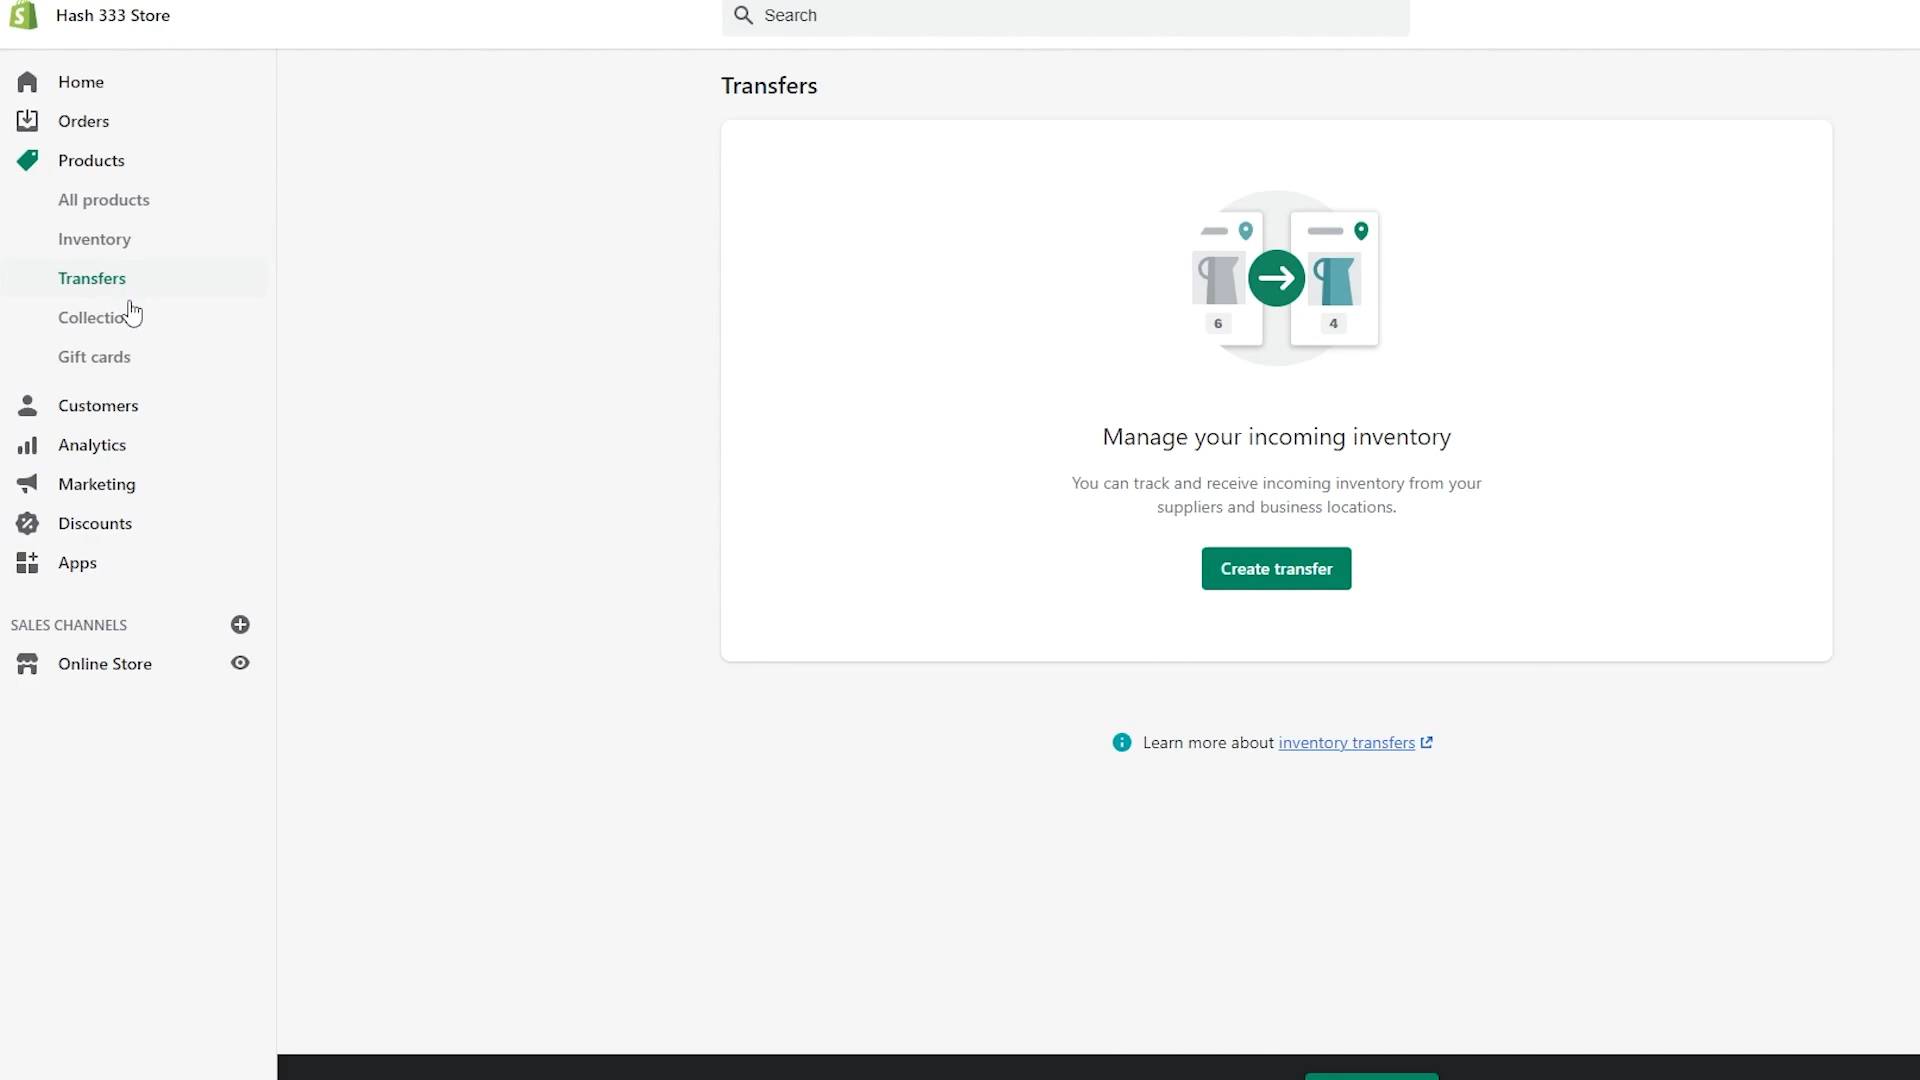 Hash 333 Store
Search
Home
Orders
Products
All products
Inventory
Transfers
Collectio
Gift cards
Customers
Analytics
Marketing
Discounts
Apps
SALES CHANNELS
Online Store
Transfers
6
4
Manage your incoming inventory
You can track and receive incoming inventory from your
suppliers and business locations.
Create transfer
Learn more about inventory transfers